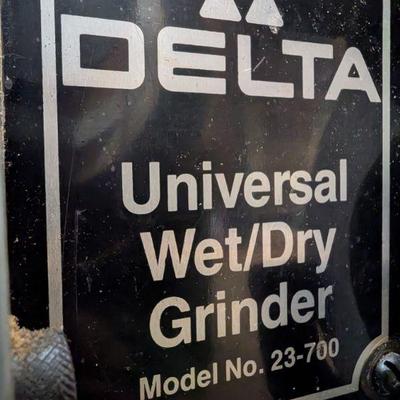 DELTA
Universal
Wet/Dry
Grinder
Model No. 23-700